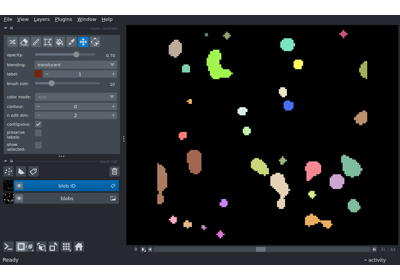 File View Layers Plugins Window Help
opacity: 0.70
blending: translucent
label: 1
brush size: 10
color mode:
contour: 0
n edit dim: 2
contiguous:
preserve labels:
show selected:
blob ID
blobs
Ready
activity